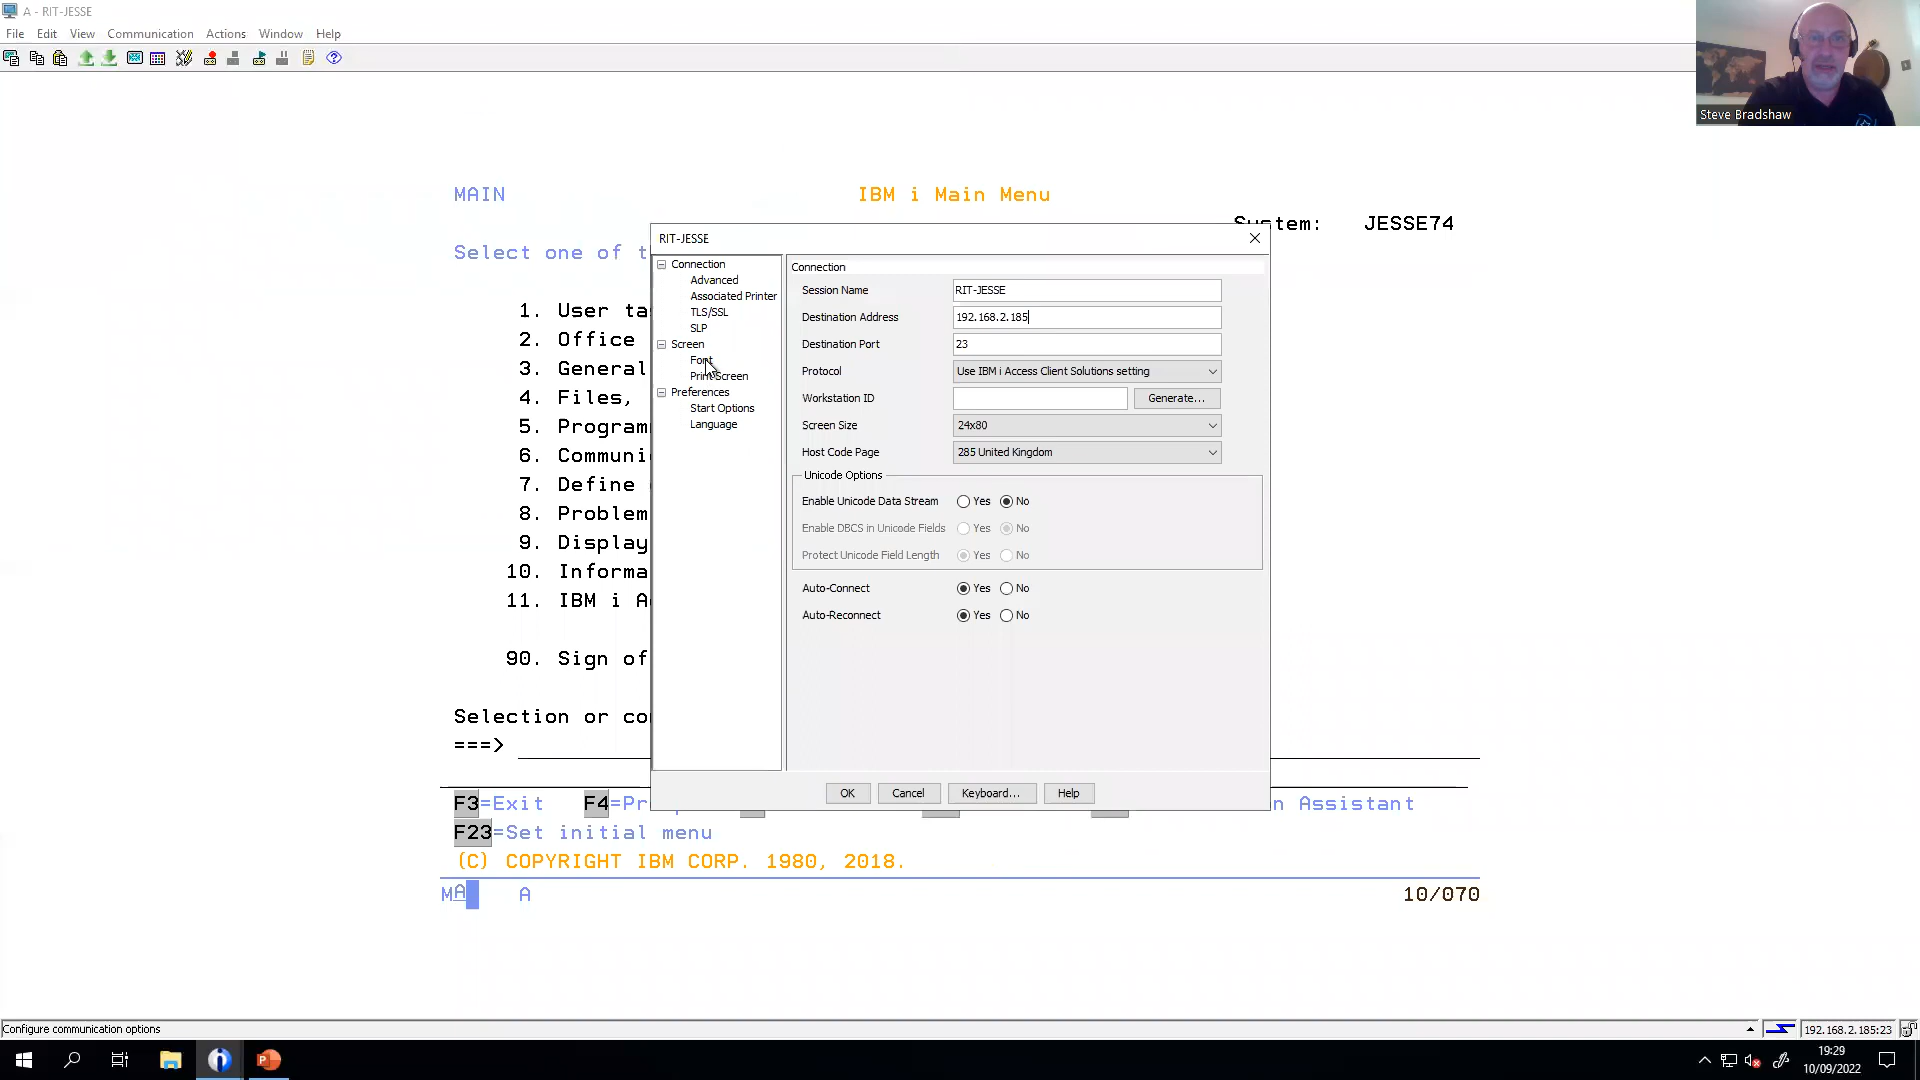 A - RIT-JESSE
File Edit View Communication Actions Window Help
Steve Bradshaw
MAIN IBM i Main Menu
System: JESSE74
Select one of t
1. User ta
2. Office
3. General
4. Files,
5. Program
6. Communi
7. Define
8. Problem
9. Display
10. Informa
11. IBM i A
90. Sign of
Selection or co
===>
F3=Exit F4=Pr n Assistant
F23=Set initial menu
(C) COPYRIGHT IBM CORP. 1980, 2018.
MA A 10/070
RIT-JESSE
Connection
Advanced
Associated Printer
TLS/SSL
SLP
Screen
Font
Print Screen
Preferences
Start Options
Language
Connection
Session Name RIT-JESSE
Destination Address 192.168.2.185
Destination Port 23
Protocol Use IBM i Access Client Solutions setting
Workstation ID Generate...
Screen Size 24x80
Host Code Page 285 United Kingdom
Unicode Options
Enable Unicode Data Stream Yes No
Enable DBCS in Unicode Fields Yes No
Protect Unicode Field Length Yes No
Auto-Connect Yes No
Auto-Reconnect Yes No
OK Cancel Keyboard... Help
Configure communication options 192.168.2.185:23
19:29
10/09/2022